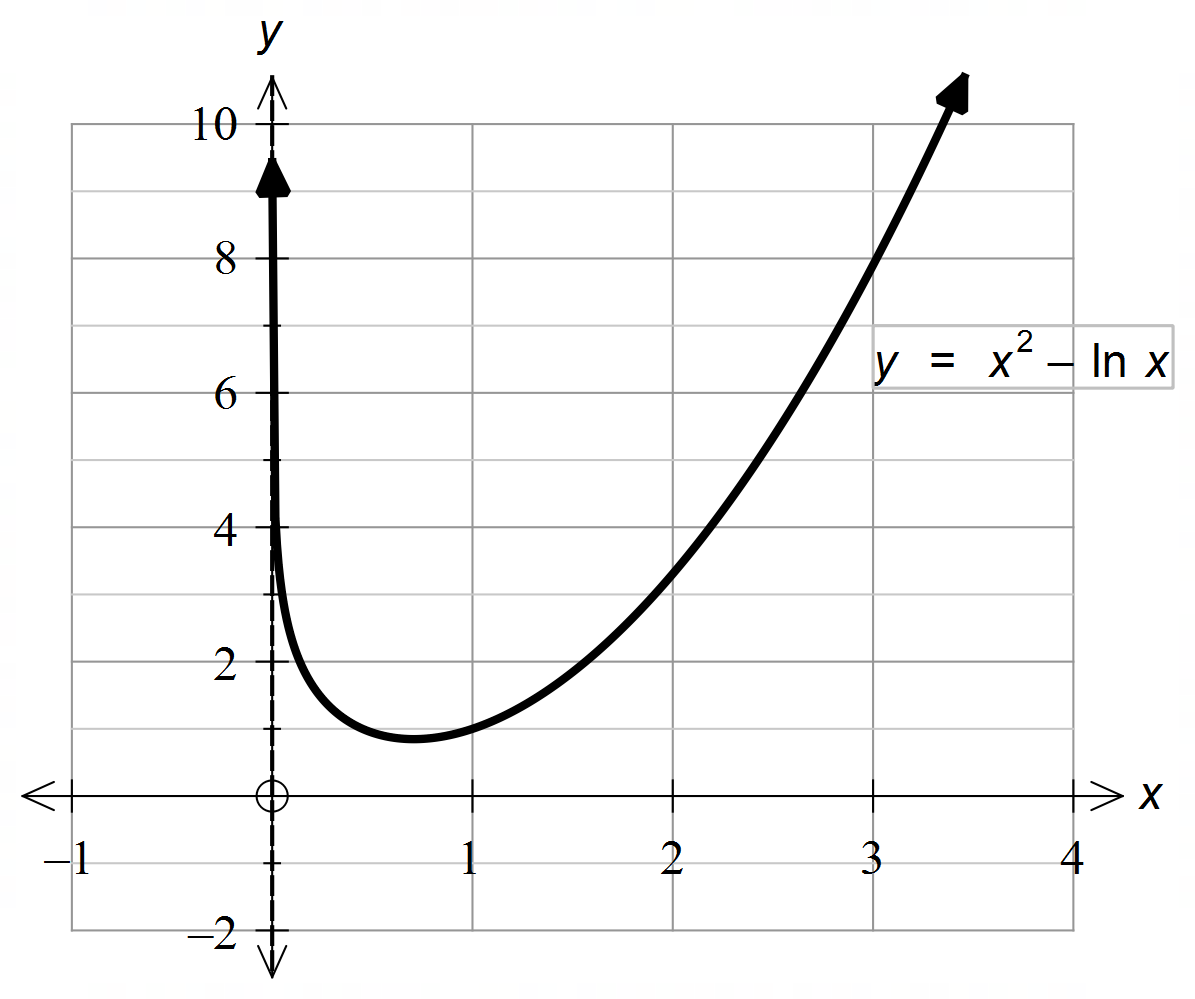 y
10
8
y = x² – ln x
6
4
2
x
–1 1 2 3 4
–2